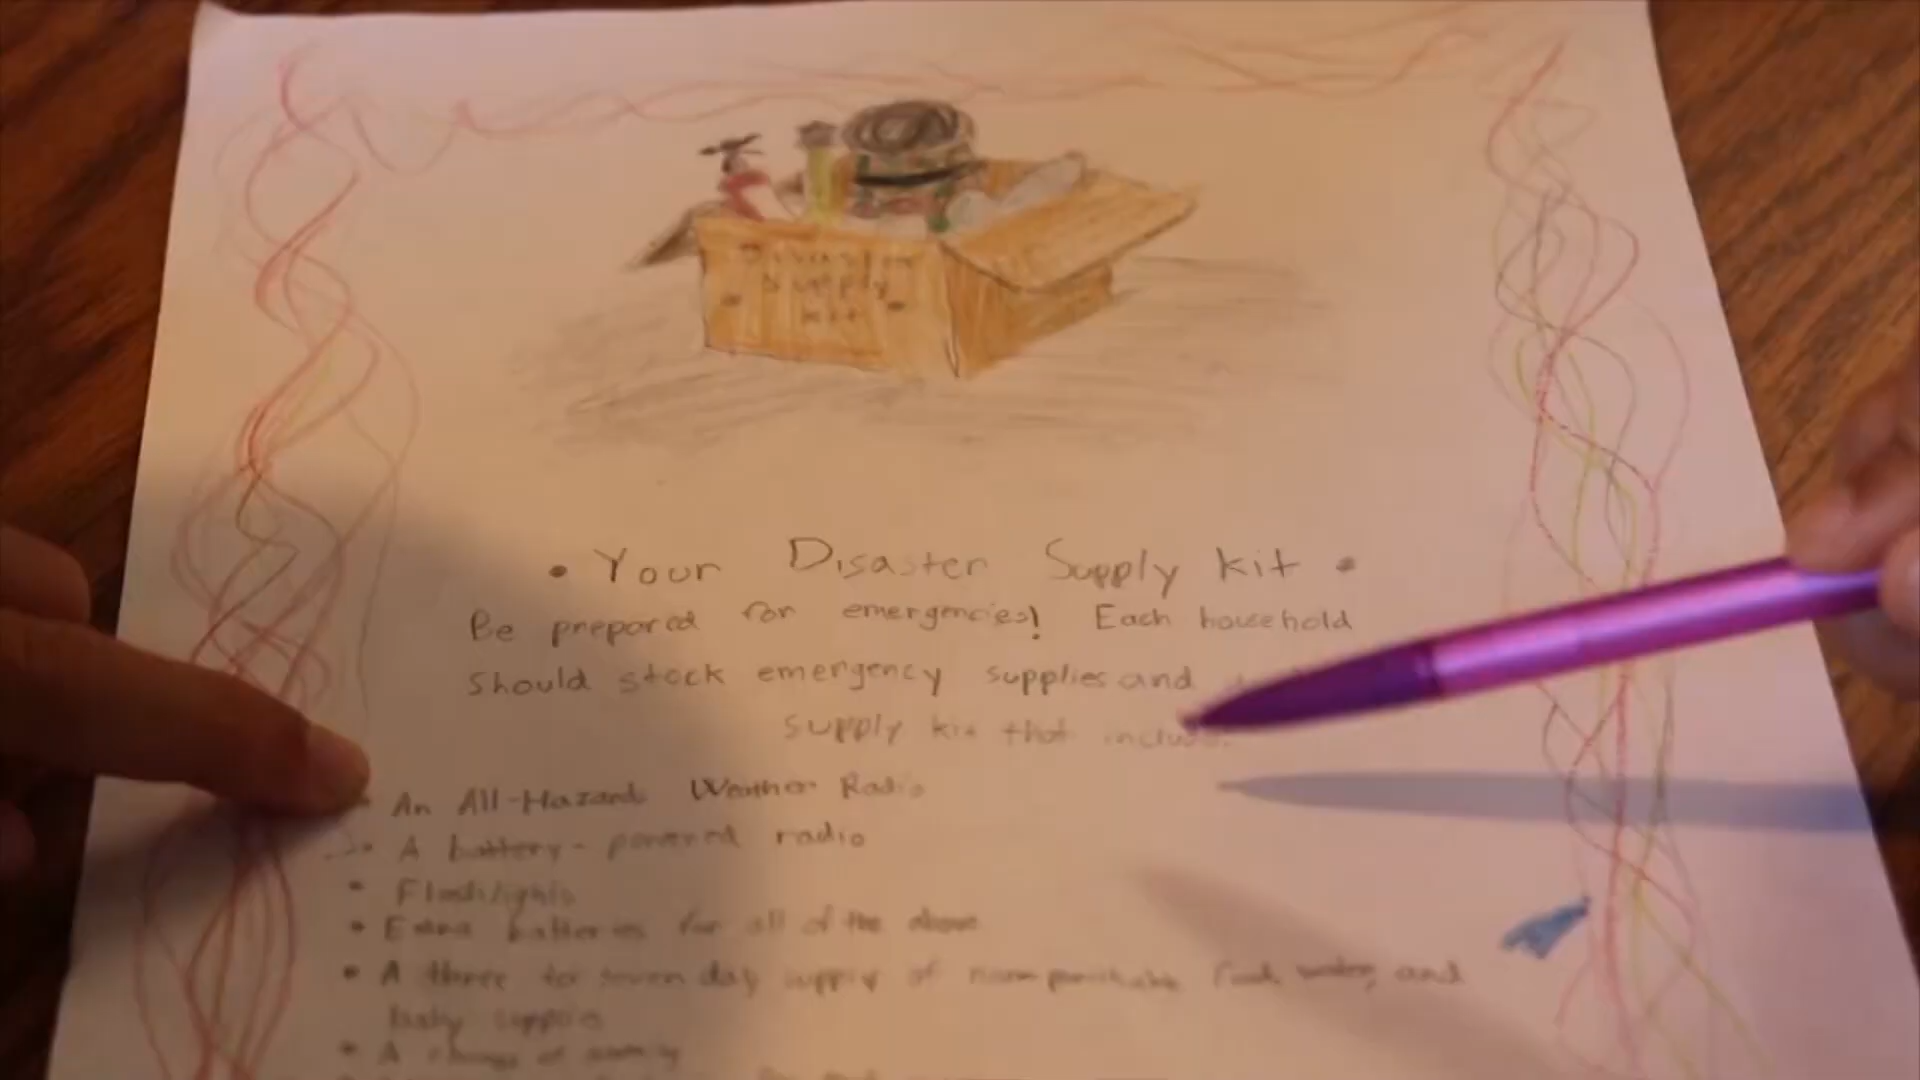 Disaster
Supply
kit
• Your Disaster Supply kit •
Be prepared for emergencies! Each household
should stock emergency supplies and
supply kit that
• An All-Hazards Weather Radio
• A battery-powered radio
• Flashlights
• Extra batteries for all of the above
• A three to seven day supply of food, water, and
baby supplies
• A change of